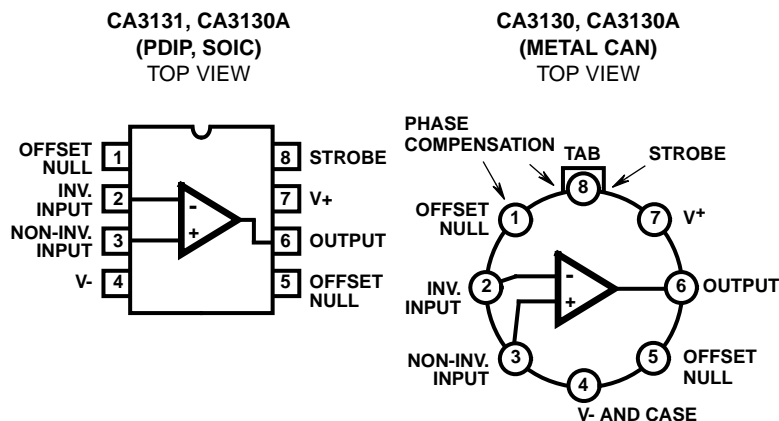 CA3131, CA3130A
(PDIP, SOIC)
TOP VIEW
OFFSET
NULL
1
8
STROBE
INV.
INPUT
2
-
7
V+
NON-INV.
INPUT
3
+
6
OUTPUT
V-
4
5
OFFSET
NULL
CA3130, CA3130A
(METAL CAN)
TOP VIEW
PHASE
COMPENSATION
TAB
STROBE
8
OFFSET
NULL
1
7
V+
INV.
INPUT
2
-
+
6
OUTPUT
NON-INV.
INPUT
3
5
OFFSET
NULL
4
V- AND CASE